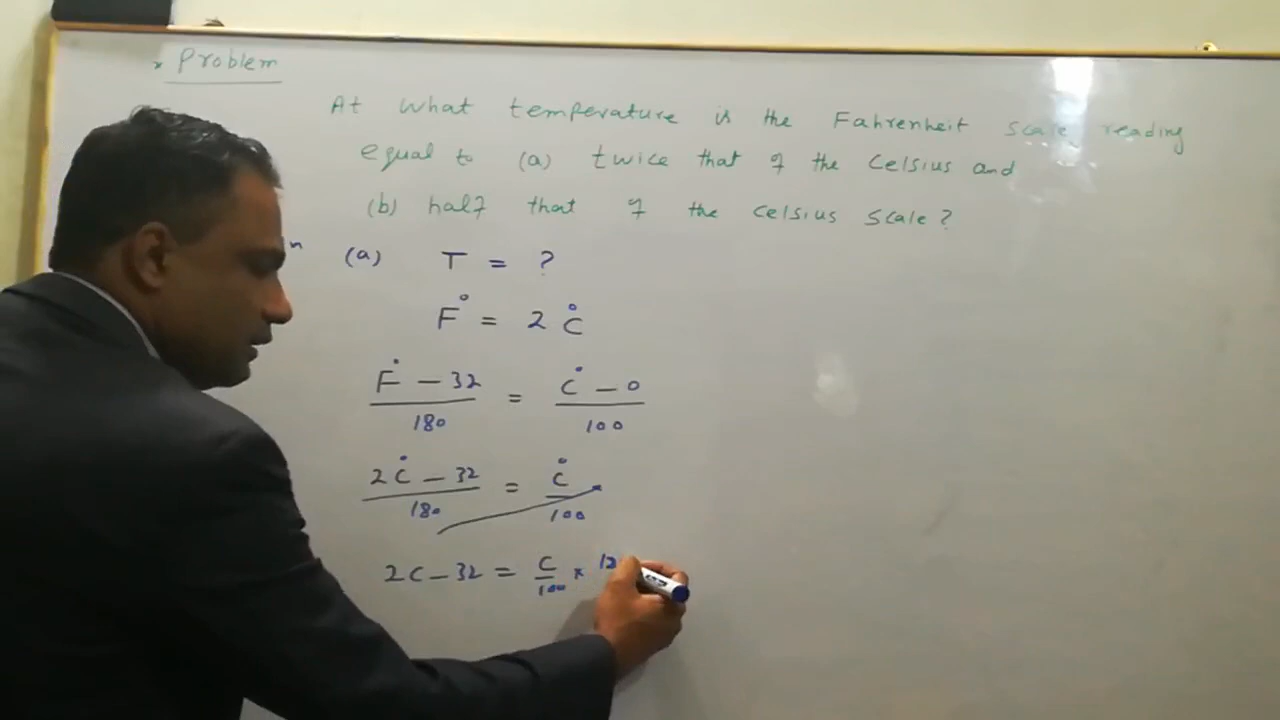 * Problem
At what temperature is the Fahrenheit scale reading
equal to (a) twice that of the Celsius and
(b) half that of the Celsius Scale?
n (a) T = ?
F° = 2 C°
F° - 32 / 180 = C° - 0 / 100
2C° - 32 / 180 = C° / 100
2C - 32 = C / 100 ×